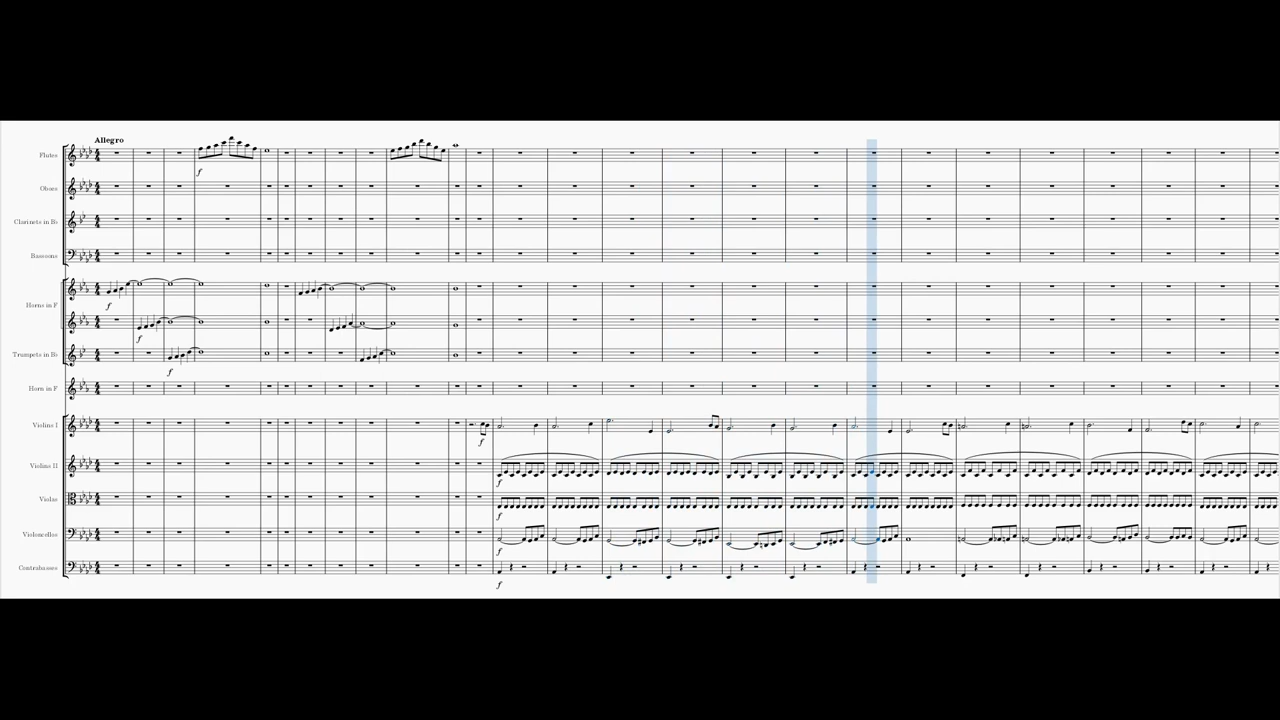 Allegro
Flutes
f
Oboes
Clarinets in B♭
Bassoons
Horns in F
f
f
Trumpets in B♭
f
Horn in F
Violins I
f
Violins II
f
Violas
f
Violoncellos
f
Contrabasses
f